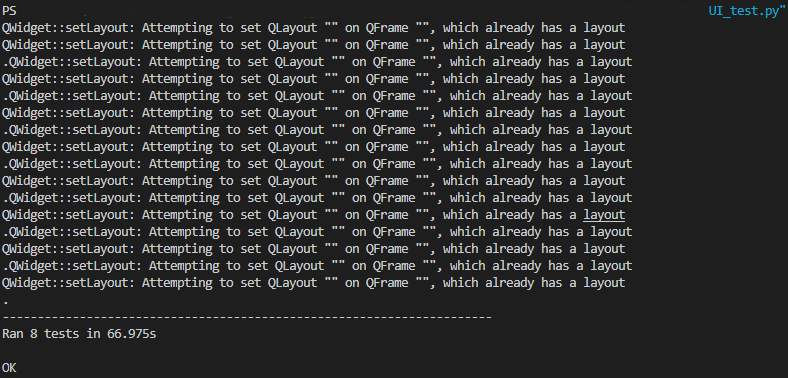 PS UI_test.py"
QWidget::setLayout: Attempting to set QLayout "" on QFrame "", which already has a layout
QWidget::setLayout: Attempting to set QLayout "" on QFrame "", which already has a layout
.QWidget::setLayout: Attempting to set QLayout "" on QFrame "", which already has a layout
QWidget::setLayout: Attempting to set QLayout "" on QFrame "", which already has a layout
.QWidget::setLayout: Attempting to set QLayout "" on QFrame "", which already has a layout
QWidget::setLayout: Attempting to set QLayout "" on QFrame "", which already has a layout
.QWidget::setLayout: Attempting to set QLayout "" on QFrame "", which already has a layout
QWidget::setLayout: Attempting to set QLayout "" on QFrame "", which already has a layout
.QWidget::setLayout: Attempting to set QLayout "" on QFrame "", which already has a layout
QWidget::setLayout: Attempting to set QLayout "" on QFrame "", which already has a layout
.QWidget::setLayout: Attempting to set QLayout "" on QFrame "", which already has a layout
QWidget::setLayout: Attempting to set QLayout "" on QFrame "", which already has a layout
.QWidget::setLayout: Attempting to set QLayout "" on QFrame "", which already has a layout
QWidget::setLayout: Attempting to set QLayout "" on QFrame "", which already has a layout
.QWidget::setLayout: Attempting to set QLayout "" on QFrame "", which already has a layout
QWidget::setLayout: Attempting to set QLayout "" on QFrame "", which already has a layout
.
----------------------------------------------------------------------
Ran 8 tests in 66.975s
OK